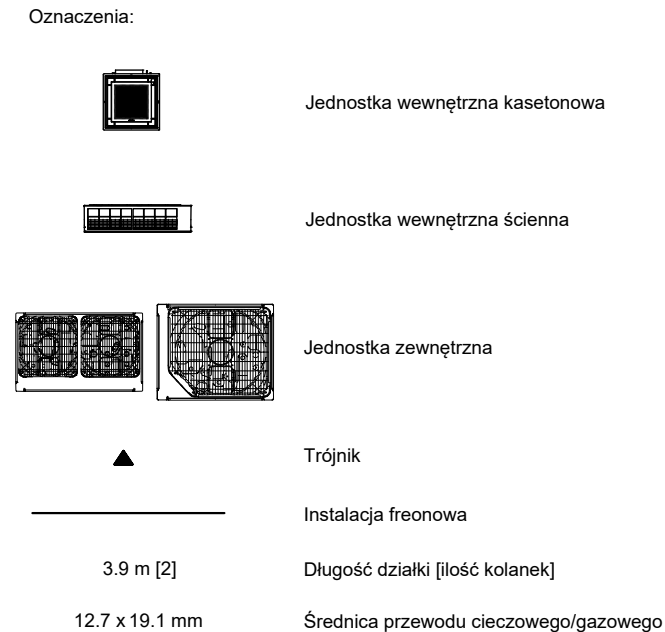 Oznaczenia:
Jednostka wewnętrzna kasetonowa
Jednostka wewnętrzna ścienna
Jednostka zewnętrzna
Trójnik
Instalacja freonowa
3.9 m [2] Długość działki [ilość kolanek]
12.7 x 19.1 mm Średnica przewodu cieczowego/gazowego